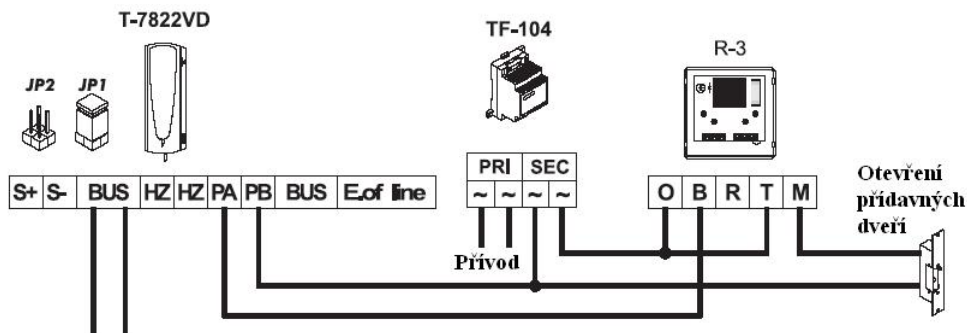 T-7822VD
TF-104
R-3
JP2 JP1
PRI SEC
S+ S- BUS HZ HZ PA PB BUS E.of line
~ ~ ~ ~
O B R T M
Otevření
přídavných
dveří
Přívod